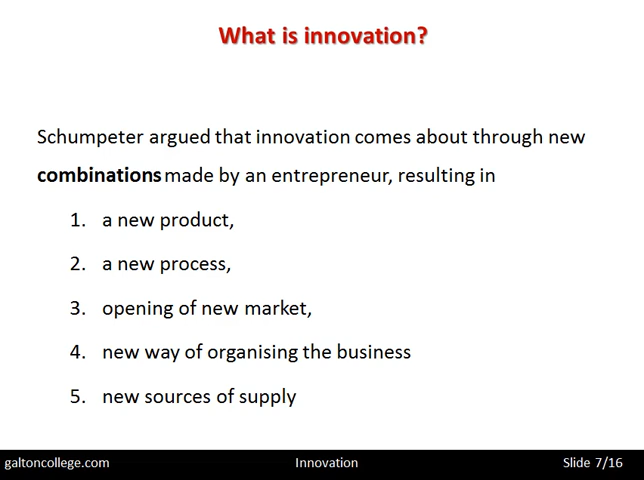 What is innovation?
Schumpeter argued that innovation comes about through new
combinations made by an entrepreneur, resulting in
1. a new product,
2. a new process,
3. opening of new market,
4. new way of organising the business
5. new sources of supply
galtoncollege.com Innovation Slide 7/16